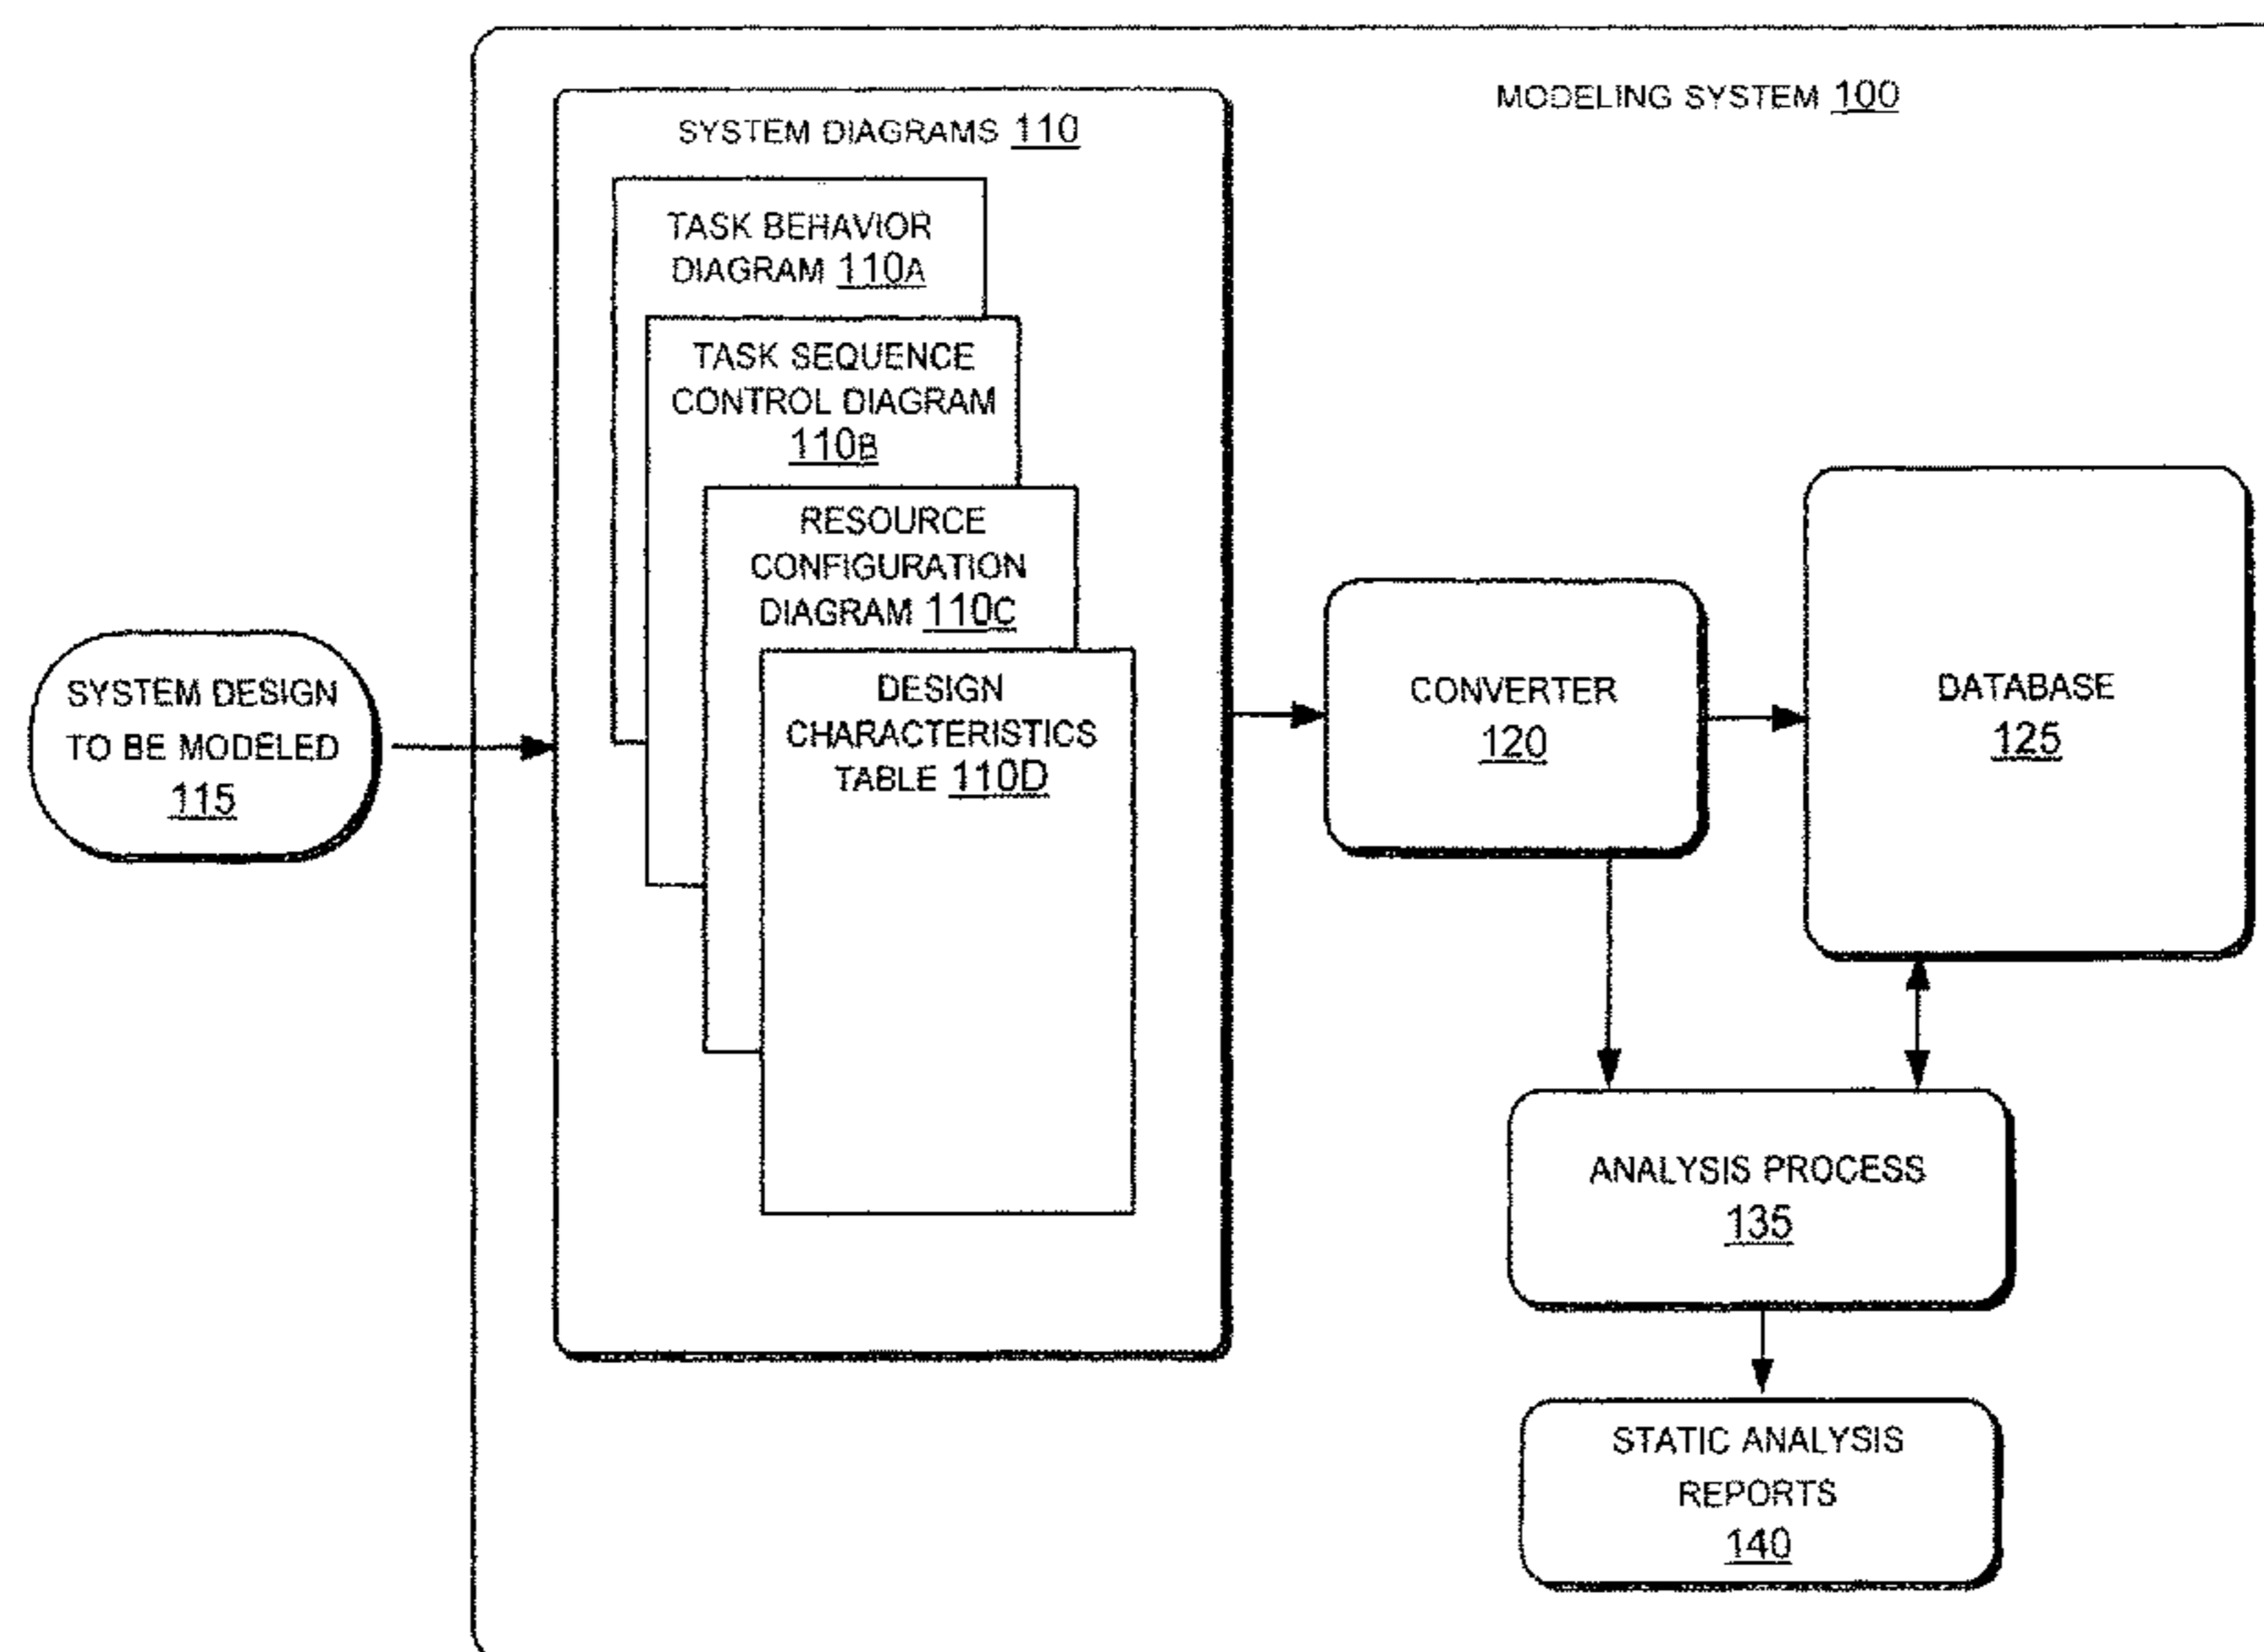 MODELING SYSTEM 100
SYSTEM DIAGRAMS 110
TASK BEHAVIOR
DIAGRAM 110A
TASK SEQUENCE
CONTROL DIAGRAM
110B
RESOURCE
CONFIGURATION
DIAGRAM 110C
DESIGN
CHARACTERISTICS
TABLE 110D
SYSTEM DESIGN
TO BE MODELED
115
CONVERTER
120
DATABASE
125
ANALYSIS PROCESS
135
STATIC ANALYSIS
REPORTS
140